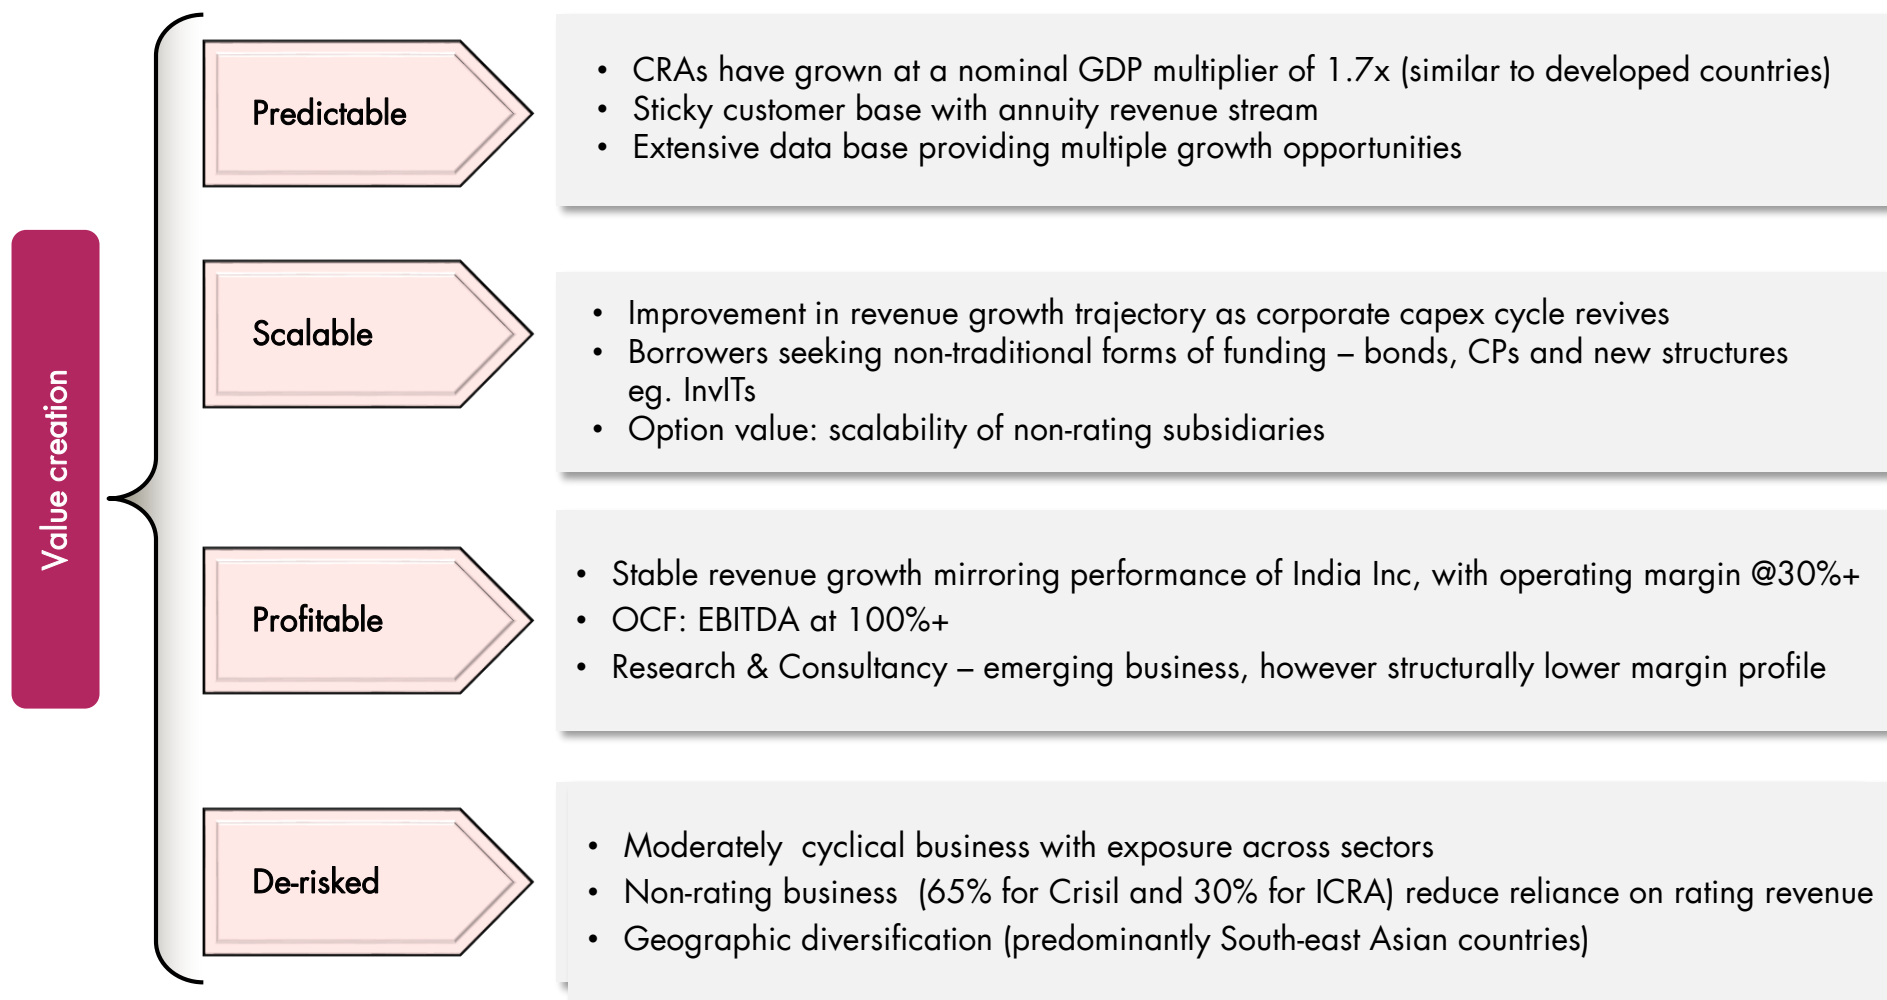 Value creation
Predictable
• CRAs have grown at a nominal GDP multiplier of 1.7x (similar to developed countries)
• Sticky customer base with annuity revenue stream
• Extensive data base providing multiple growth opportunities
Scalable
• Improvement in revenue growth trajectory as corporate capex cycle revives
• Borrowers seeking non-traditional forms of funding – bonds, CPs and new structures
eg. InvITs
• Option value: scalability of non-rating subsidiaries
Profitable
• Stable revenue growth mirroring performance of India Inc, with operating margin @30%+
• OCF: EBITDA at 100%+
• Research & Consultancy – emerging business, however structurally lower margin profile
De-risked
• Moderately  cyclical business with exposure across sectors
• Non-rating business  (65% for Crisil and 30% for ICRA) reduce reliance on rating revenue
• Geographic diversification (predominantly South-east Asian countries)